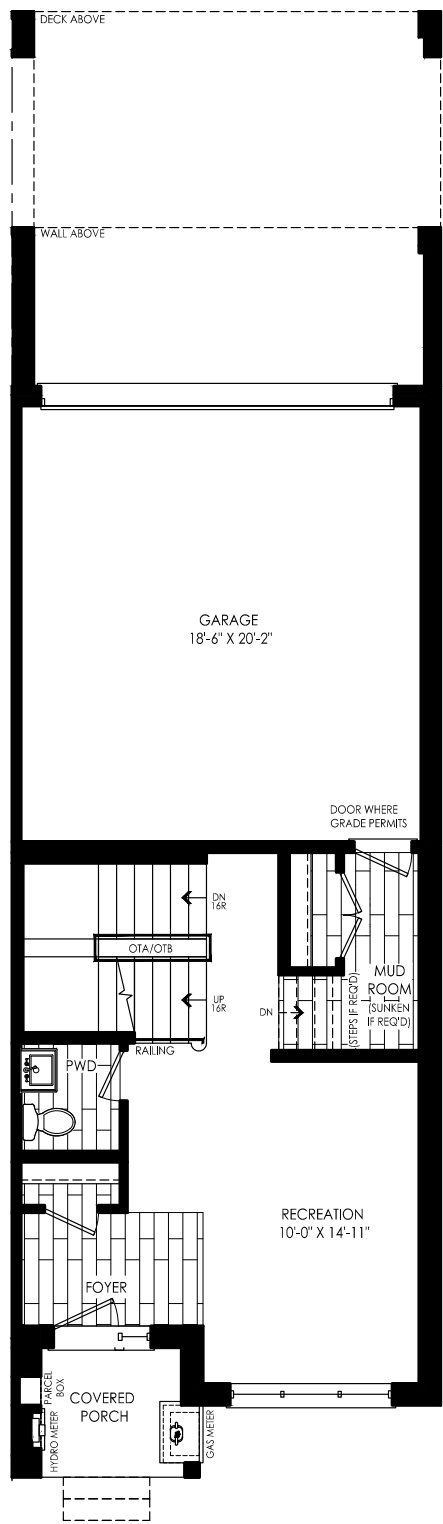 DECK ABOVE
WALL ABOVE
GARAGE
18'-6" X 20'-2"
DOOR WHERE
GRADE PERMITS
DN
16R
OTA/OTB
UP
16R
RAILING
DN
(STEPS IF REQ'D)
MUD
ROOM
(SUNKEN
IF REQ'D)
PWD
RECREATION
10'-0" X 14'-11"
FOYER
PARCEL
BOX
HYDRO METER
COVERED
PORCH
GAS METER